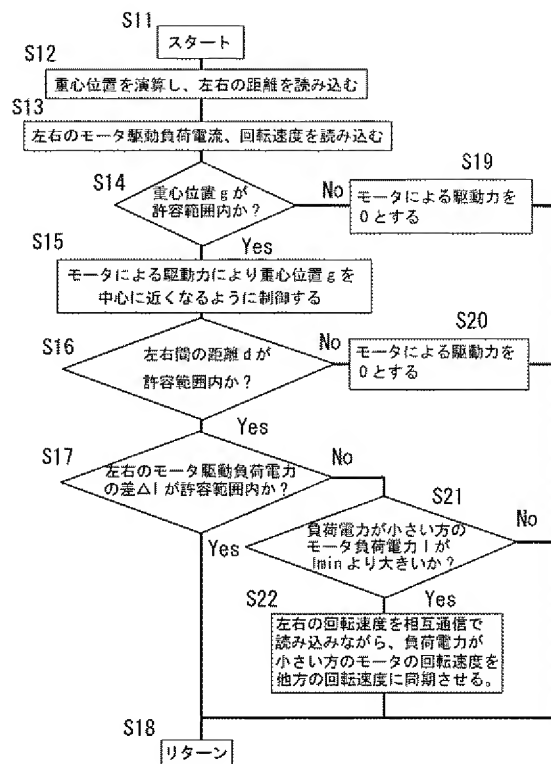 S11
スタート
S12
重心位置を演算し、左右の距離を読み込む
S13
左右のモータ駆動負荷電流、回転速度を読み込む
S14
重心位置gが
許容範囲内か？
No
S19
モータによる駆動力を
0とする
Yes
S15
モータによる駆動力により重心位置gを
中心に近くなるように制御する
S16
左右間の距離dが
許容範囲内か？
No
S20
モータによる駆動力を
0とする
Yes
S17
左右のモータ駆動負荷電力
の差△Iが許容範囲内か？
No
Yes
S21
負荷電力が小さい方の
モータ負荷電力Iが
Iminより大きいか？
No
Yes
S22
左右の回転速度を相互通信で
読み込みながら、負荷電力が
小さい方のモータの回転速度を
他方の回転速度に同期させる。
S18
リターン